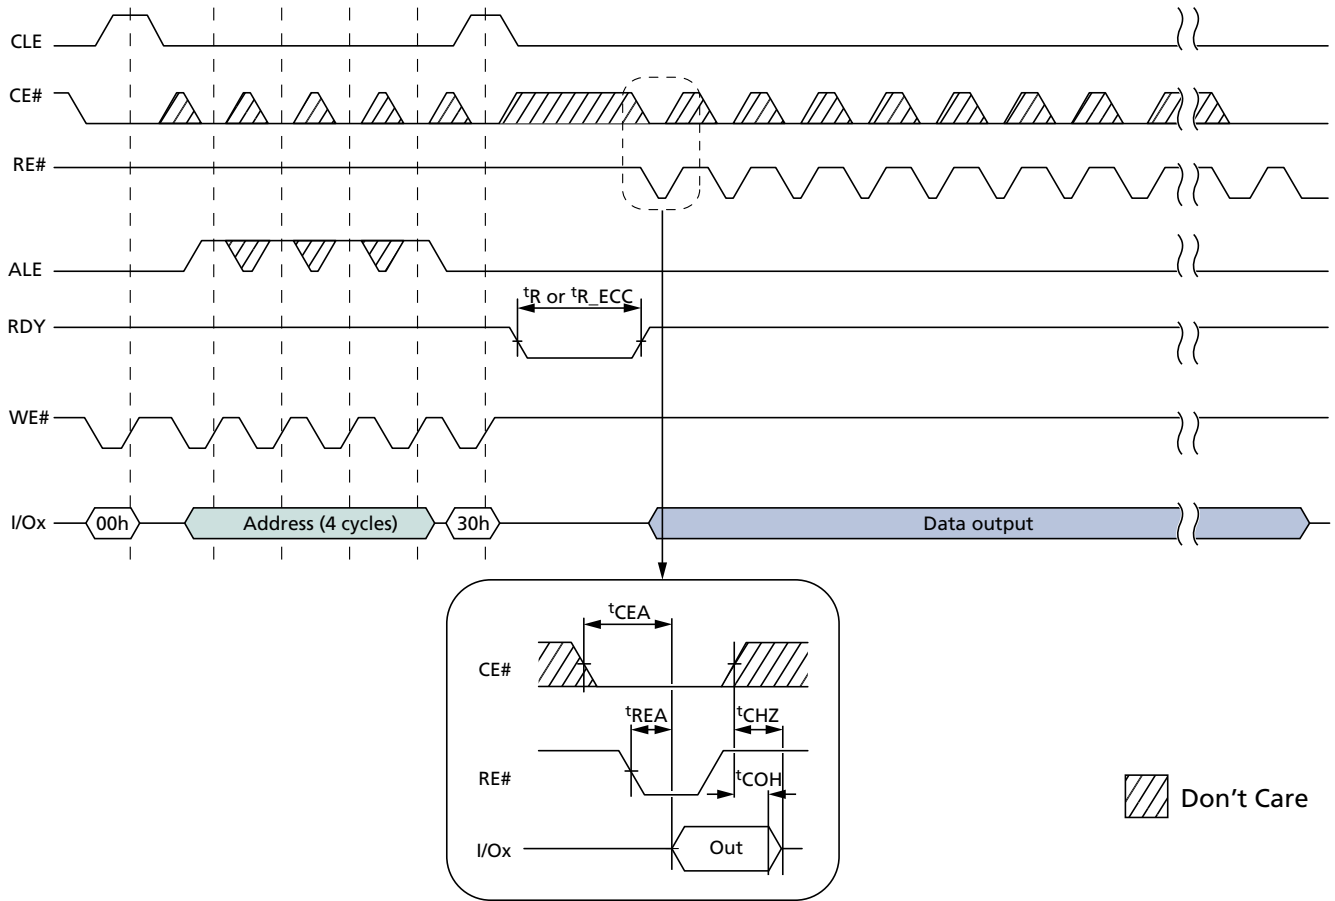 CLE
CE#
RE#
ALE
tR or tR_ECC
RDY
WE#
I/Ox 00h Address (4 cycles) 30h Data output
tCEA
CE#
tREA tCHZ
RE# tCOH
I/Ox Out
Don't Care